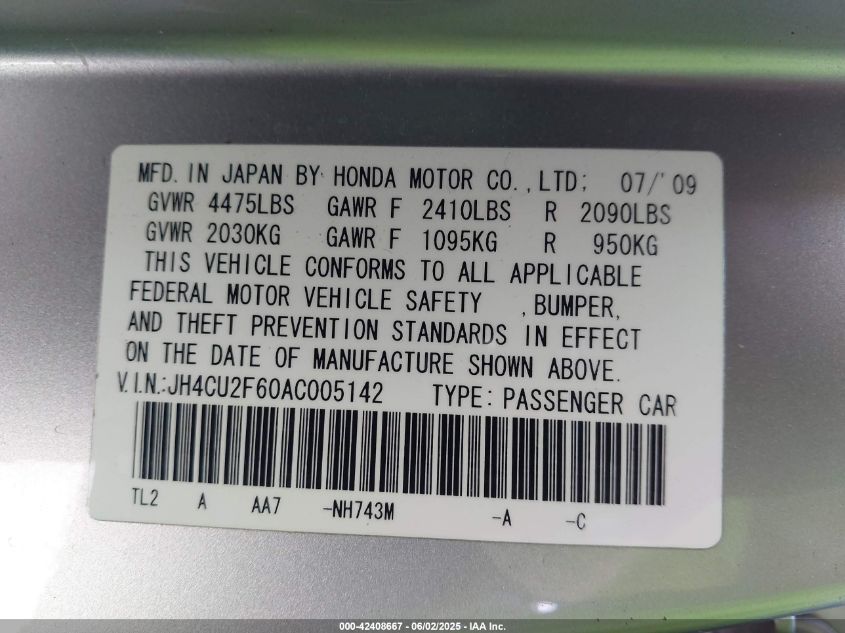 MFD. IN JAPAN BY HONDA MOTOR CO.,LTD; 07/'09
GVWR 4475LBS GAWR F 2410LBS R 2090LBS
GVWR 2030KG GAWR F 1095KG R 950KG
THIS VEHICLE CONFORMS TO ALL APPLICABLE
FEDERAL MOTOR VEHICLE SAFETY ,BUMPER,
AND THEFT PREVENTION STANDARDS IN EFFECT
ON THE DATE OF MANUFACTURE SHOWN ABOVE.
V.I.N.:JH4CU2F60AC005142 TYPE: PASSENGER CAR
TL2 A AA7 -NH743M -A -C
000-42408667 - 06/02/2025 - IAA Inc.